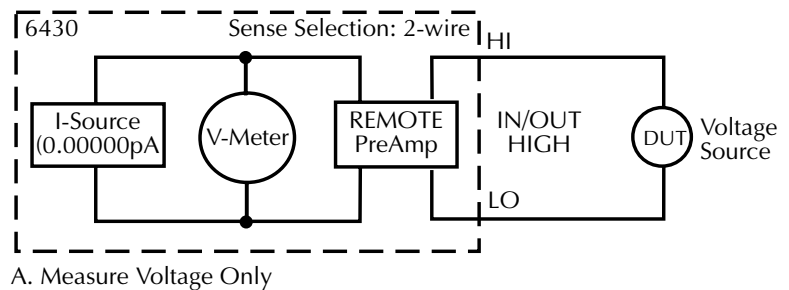 6430
Sense Selection: 2-wire
HI
I-Source
(0.00000pA
V-Meter
REMOTE
PreAmp
IN/OUT
HIGH
DUT
Voltage
Source
LO
A. Measure Voltage Only